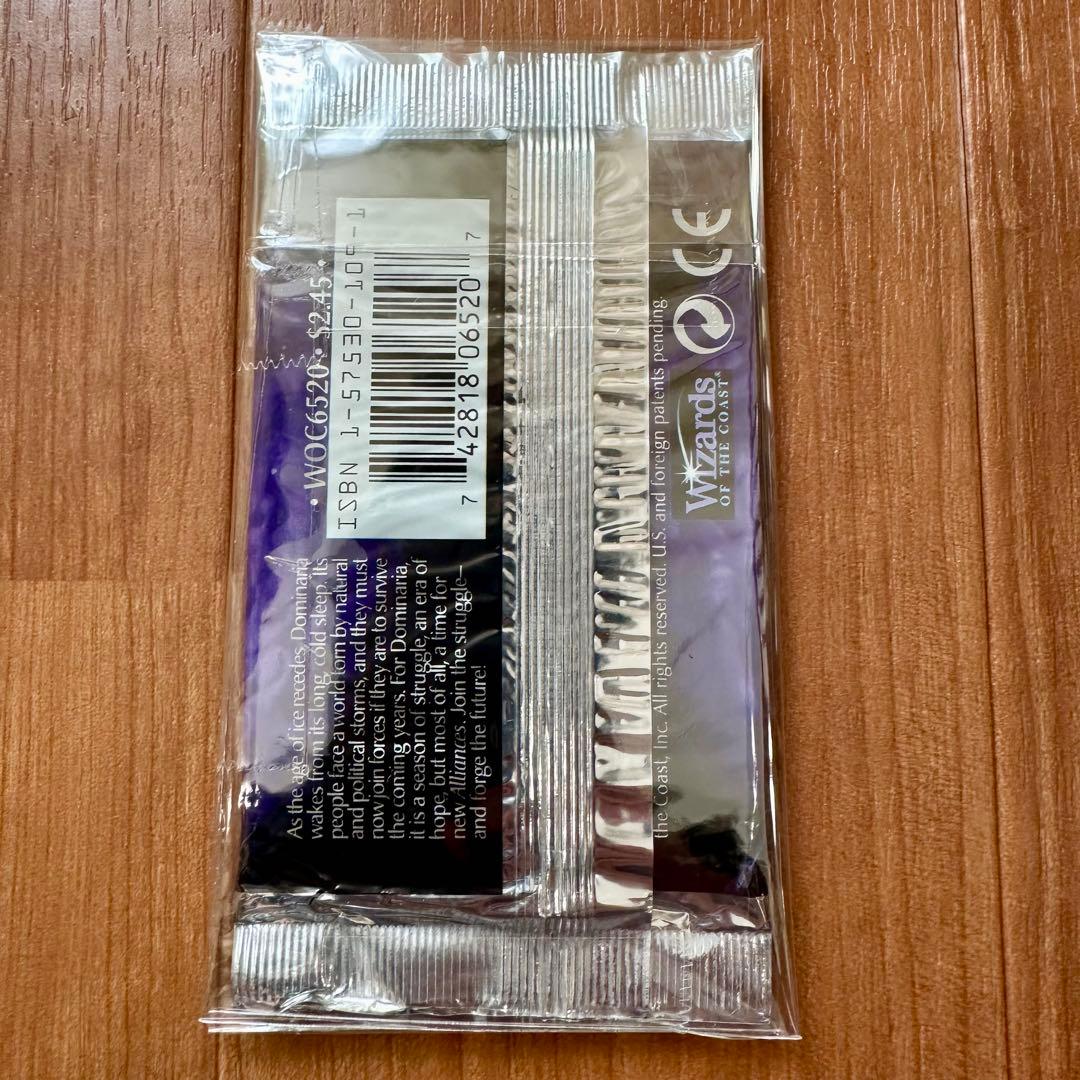 • WOC6520 • $2.45 •
ISBN 1-57530-109-1
7 42818 06520 7
As the age of ice recedes, Dominaria
wakes from its long, cold sleep. Its
people face a world torn by natural
and political storms, and they must
now join forces if they are to survive
the coming years. For Dominaria,
it is a season of struggle, an era of
hope, but most of all, a time for
new Alliances. Join the struggle—
and forge the future!
the Coast, Inc. All rights reserved. U.S. and foreign patents pending.
Wizards
OF THE COAST®
CE